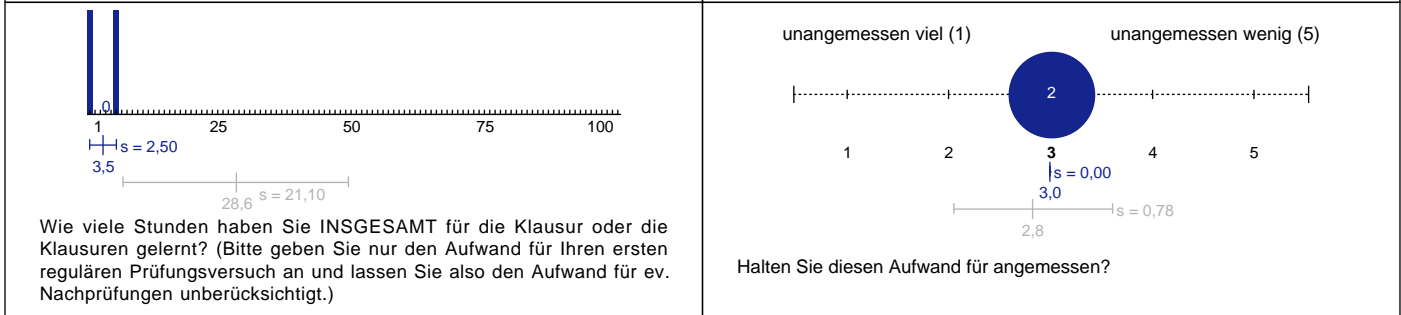 0
1 25 50 75 100
s = 2,50
3,5
s = 21,10
28,6
Wie viele Stunden haben Sie INSGESAMT für die Klausur oder die
Klausuren gelernt? (Bitte geben Sie nur den Aufwand für Ihren ersten
regulären Prüfungsversuch an und lassen Sie also den Aufwand für ev.
Nachprüfungen unberücksichtigt.)
unangemessen viel (1) unangemessen wenig (5)
2
1 2 3 4 5
s = 0,00
3,0
s = 0,78
2,8
Halten Sie diesen Aufwand für angemessen?